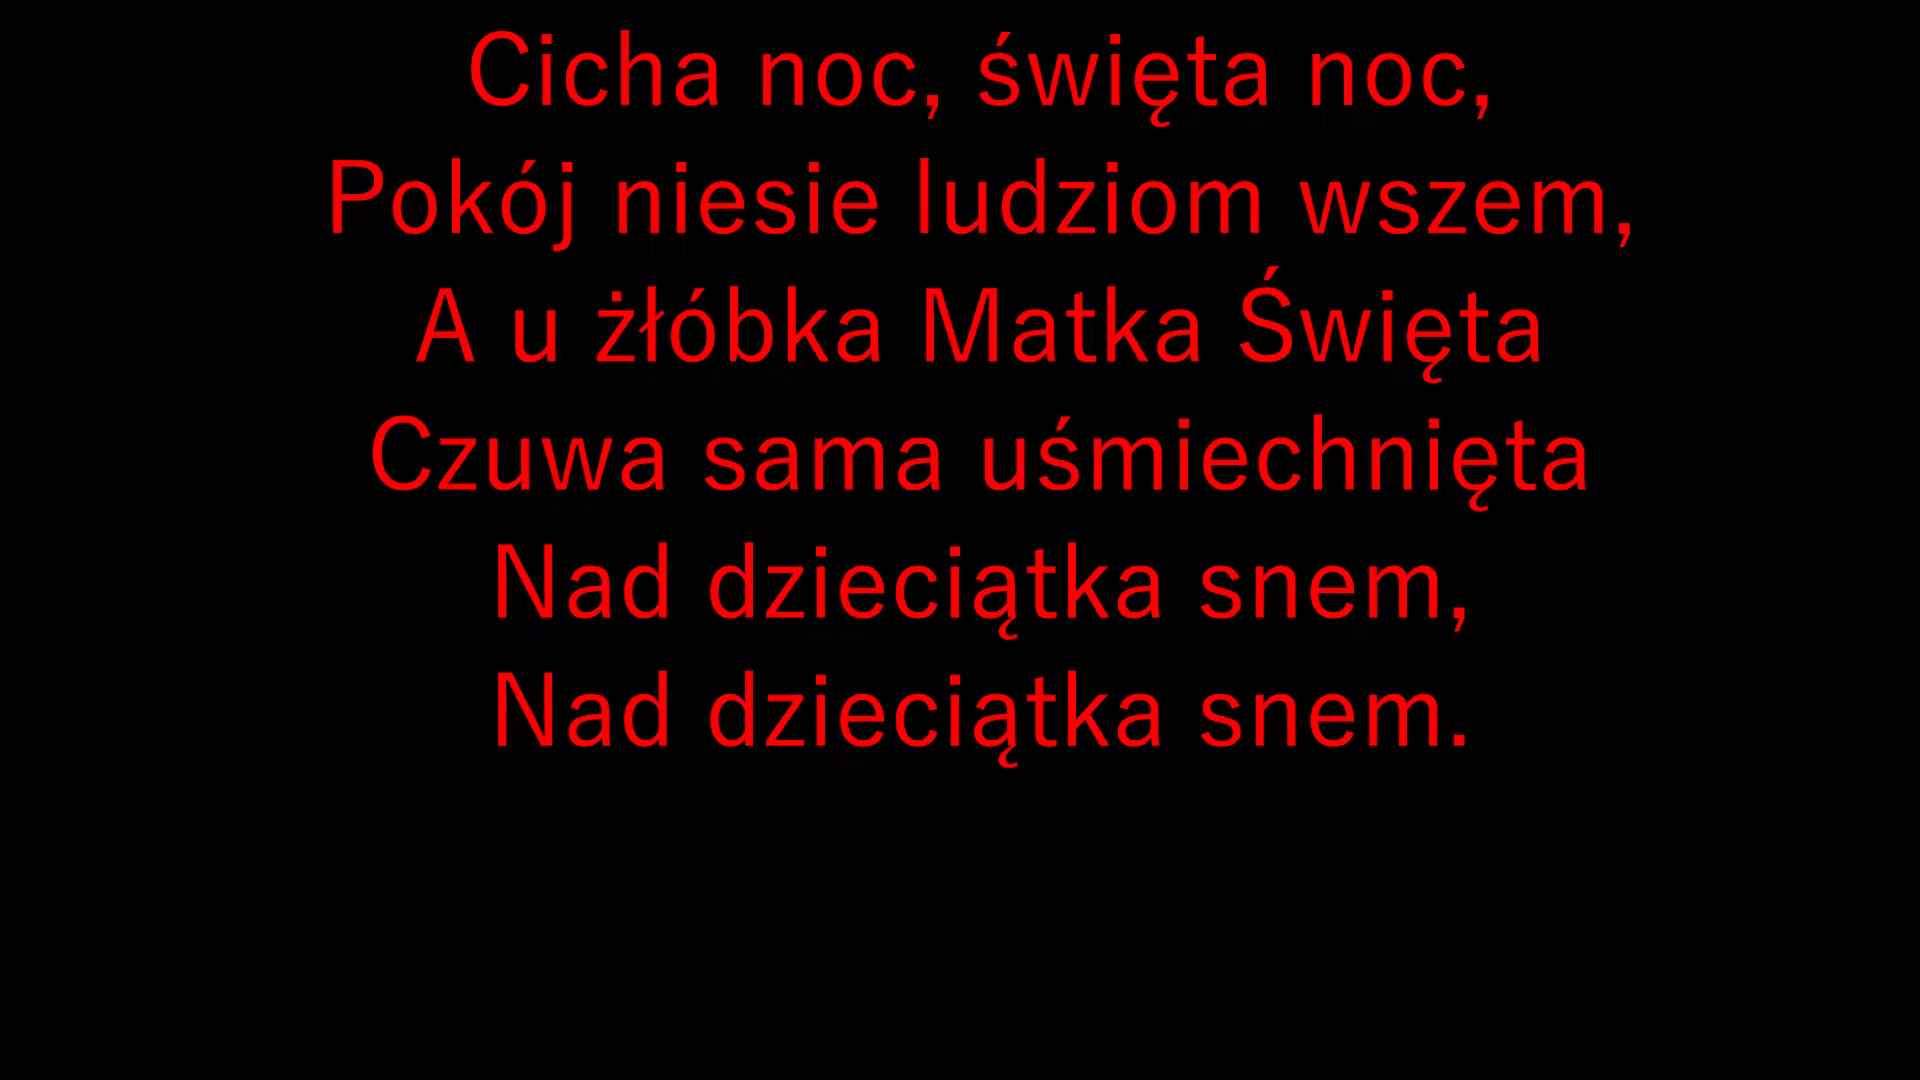 Cicha noc, święta noc,
Pokój niesie ludziom wszem,
A u żłóbka Matka Święta
Czuwa sama uśmiechnięta
Nad dzieciątka snem,
Nad dzieciątka snem.